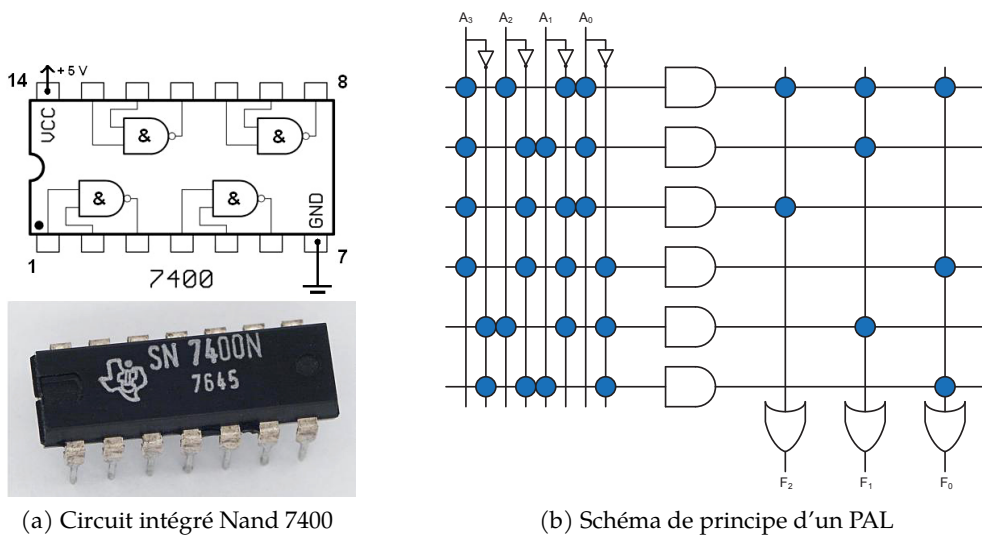 14
+ 5 V
8
VCC
&
&
&
&
GND
1
7
7400
SN 7400N
7645
(a) Circuit intégré Nand 7400
A₃ A₂ A₁ A₀
F₂ F₁ F₀
(b) Schéma de principe d'un PAL